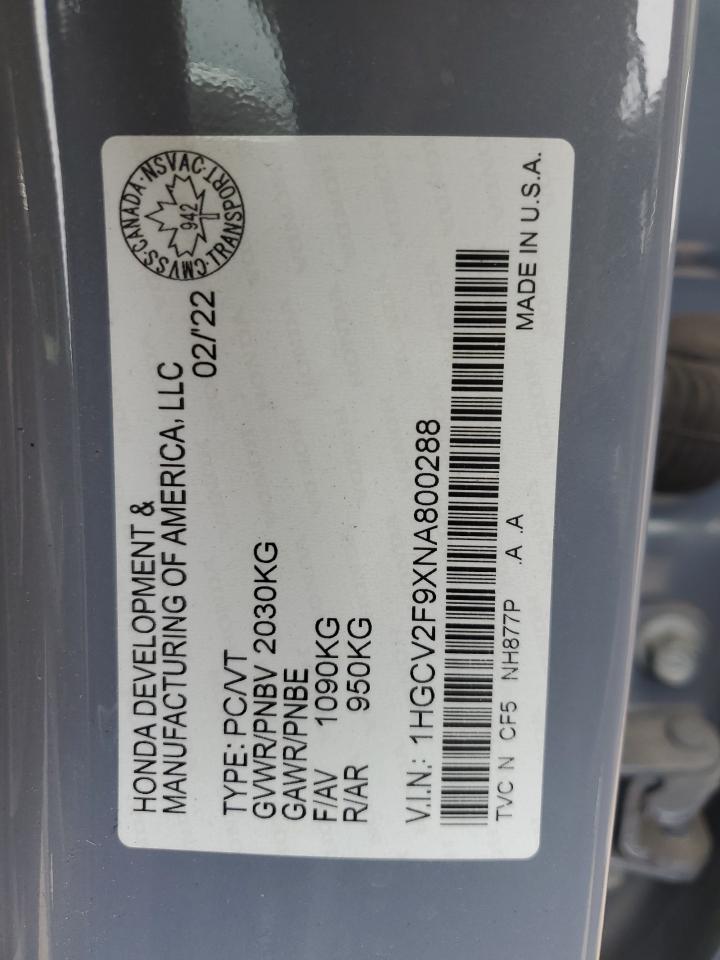 HONDA DEVELOPMENT &
MANUFACTURING OF AMERICA, LLC
02/'22
CMVSS·CANADA·NSVAC·TRANSPORT·
942
TYPE: PC/VT
GVWR/PNBV 2030KG
GAWR/PNBE
F/AV 1090KG
R/AR 950KG
V.I.N.: 1HGCV2F9XNA800288
TVC N CF5 NH877P .A .A
MADE IN U.S.A.